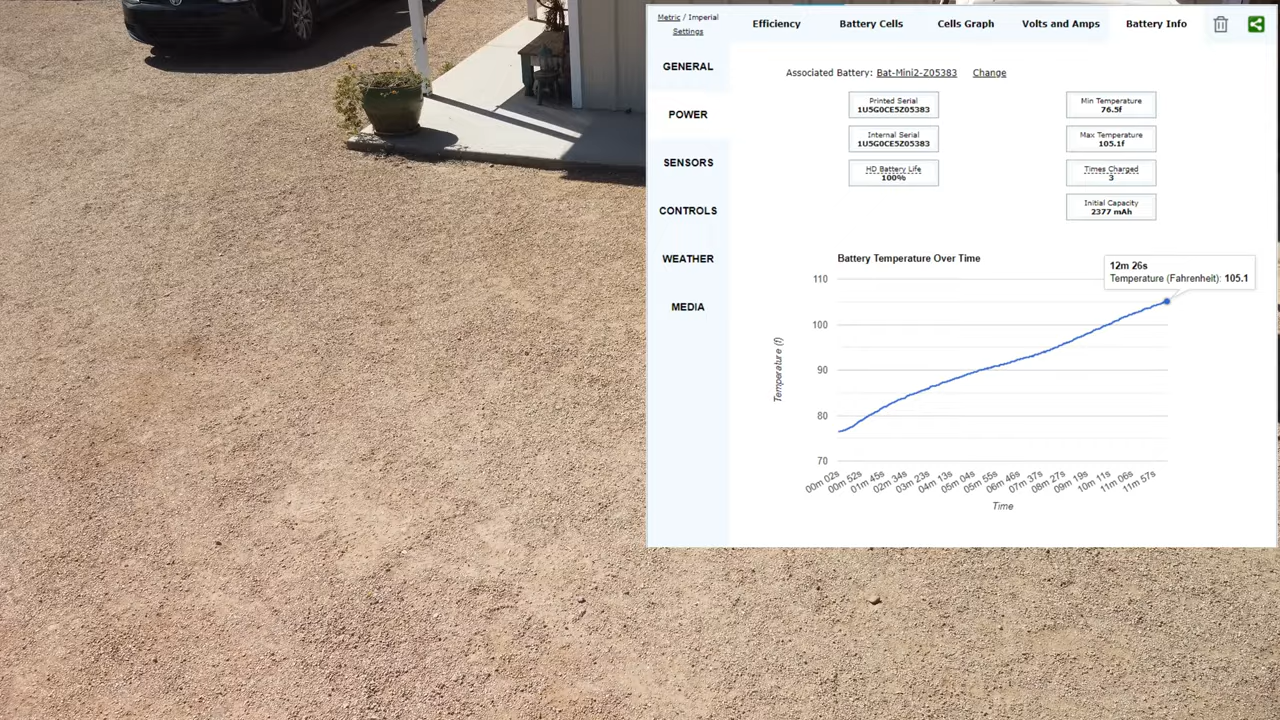 Metric / Imperial
Settings
GENERAL
POWER
SENSORS
CONTROLS
WEATHER
MEDIA
Efficiency
Battery Cells
Cells Graph
Volts and Amps
Battery Info
Associated Battery: Bat-Mini2-Z05383 Change
Printed Serial
1U5G0CE5Z05383
Internal Serial
1U5G0CE5Z05383
HD Battery Life
100%
Min Temperature
76.5f
Max Temperature
105.1f
Times Charged
3
Initial Capacity
2377 mAh
Battery Temperature Over Time
12m 26s
Temperature (Fahrenheit): 105.1
Temperature (f)
110
100
90
80
70
00m 02s
00m 52s
01m 45s
02m 34s
03m 23s
04m 13s
05m 04s
05m 55s
06m 46s
07m 37s
08m 27s
09m 19s
10m 11s
11m 06s
11m 57s
Time